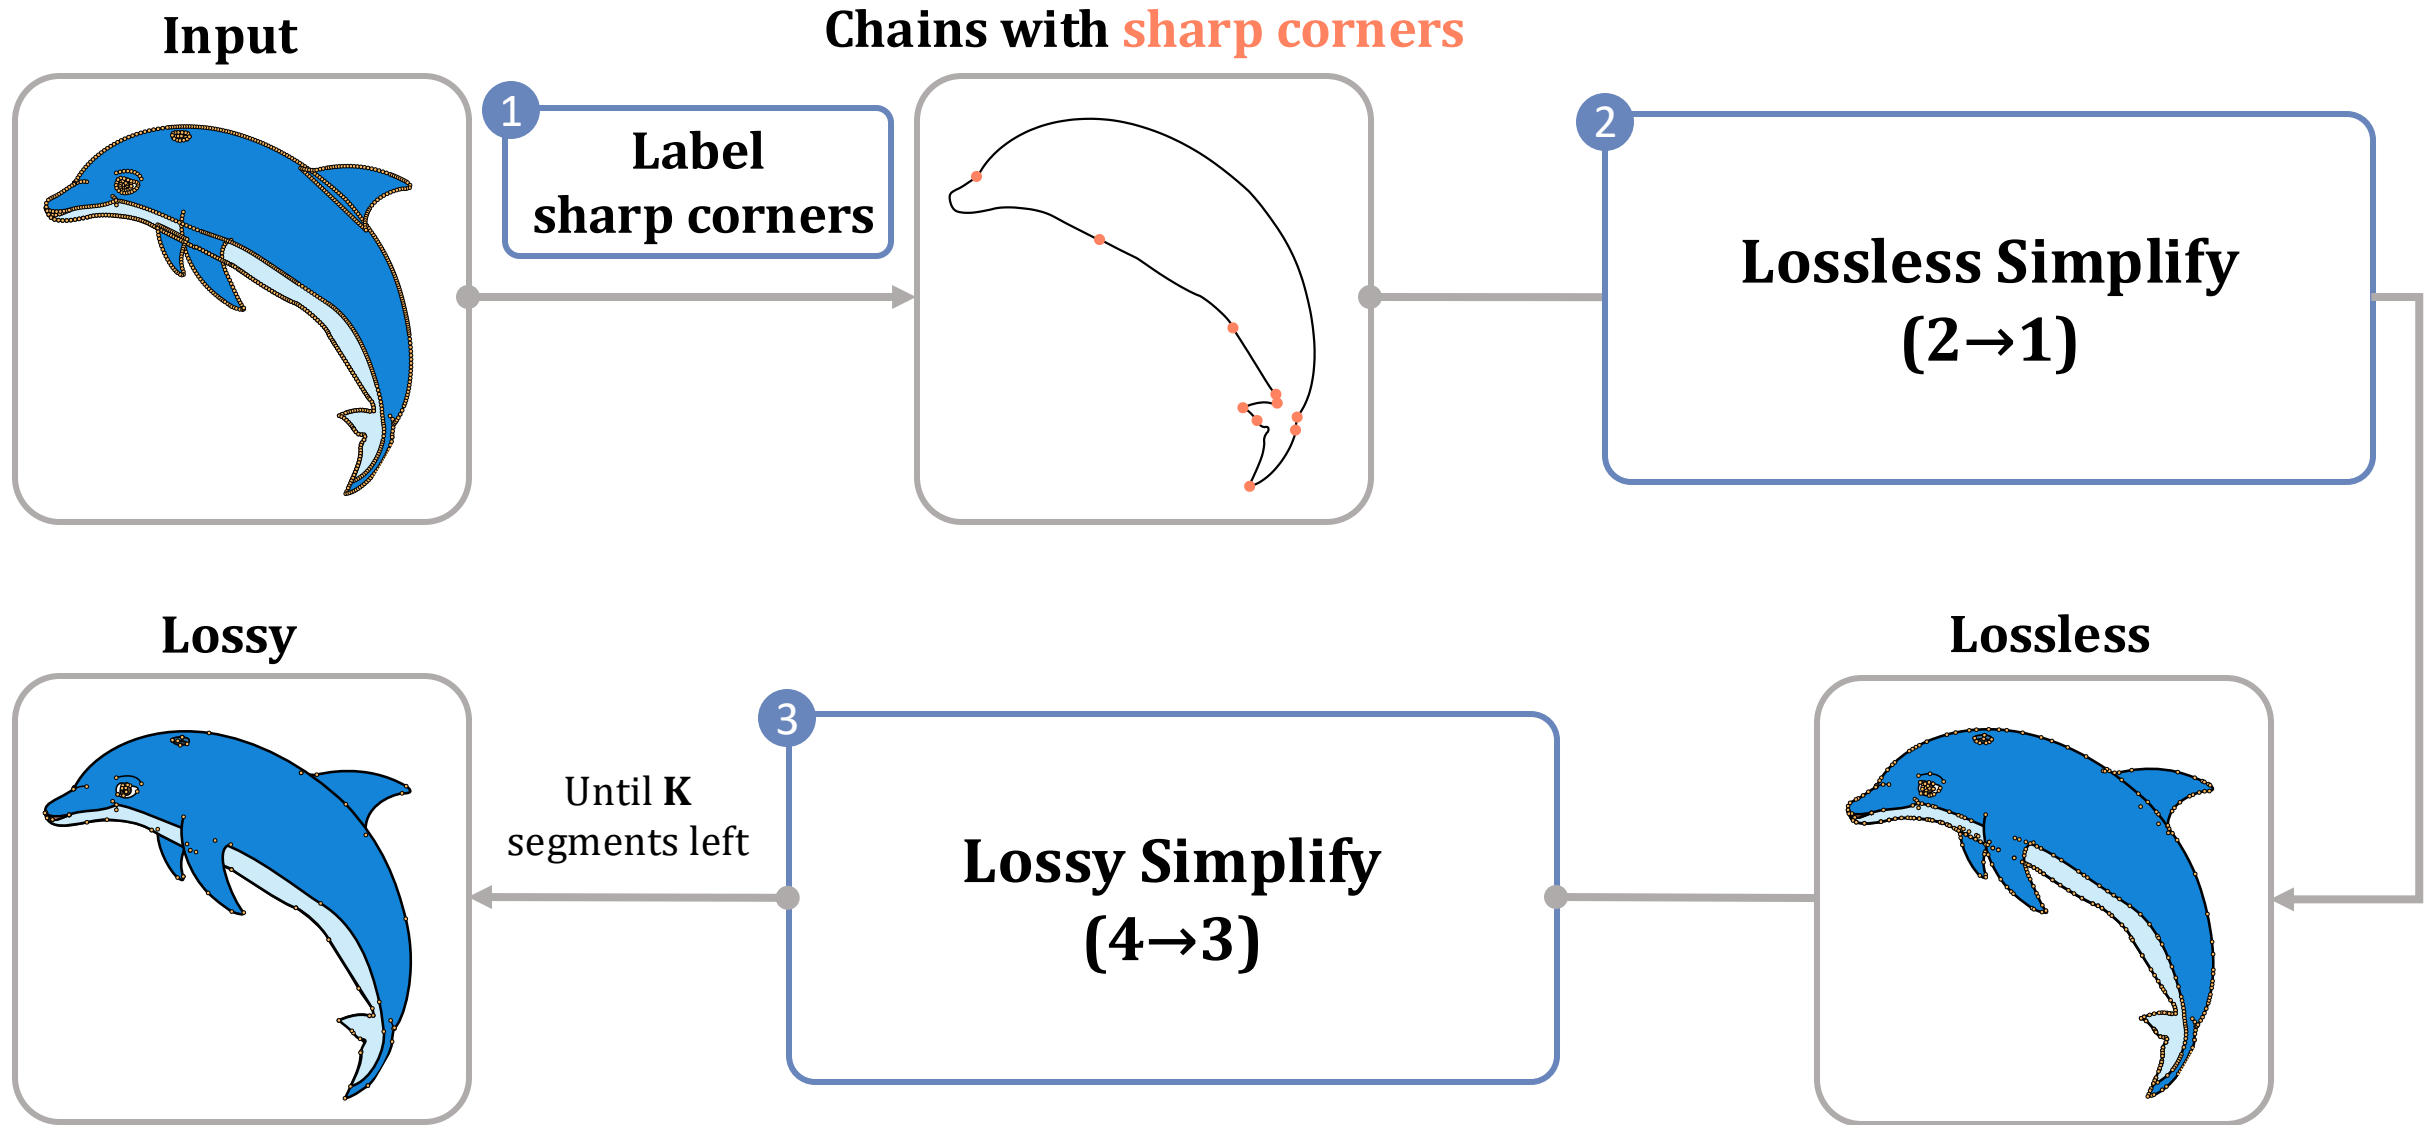 Input
Chains with sharp corners
1
Label
sharp corners
2
Lossless Simplify
(2→1)
Lossy
Lossless
3
Until K
segments left
Lossy Simplify
(4→3)